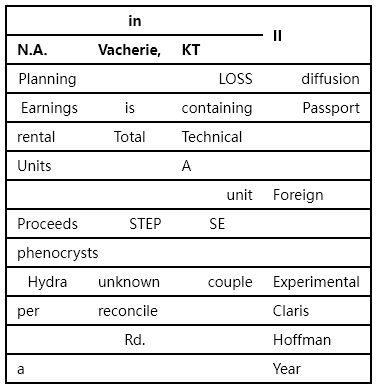 in II
N.A. Vacherie, KT
Planning LOSS diffusion
Earnings is containing Passport
rental Total Technical
Units A
unit Foreign
Proceeds STEP SE
phenocrysts
Hydra unknown couple Experimental
per reconcile Claris
Rd. Hoffman
a Year